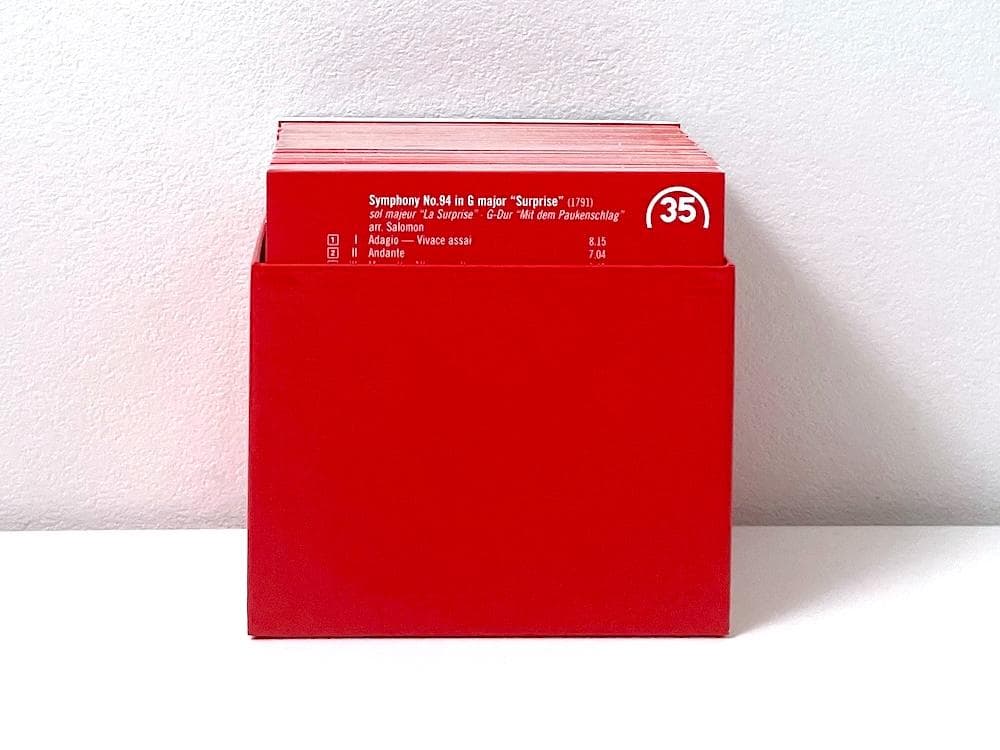 Symphony No.94 in G major “Surprise” (1791)
35
sol majeur “La Surprise” · G-Dur “Mit dem Paukenschlag”
arr. Salomon
1 I Adagio — Vivace assai 8.15
2 II Andante 7.04